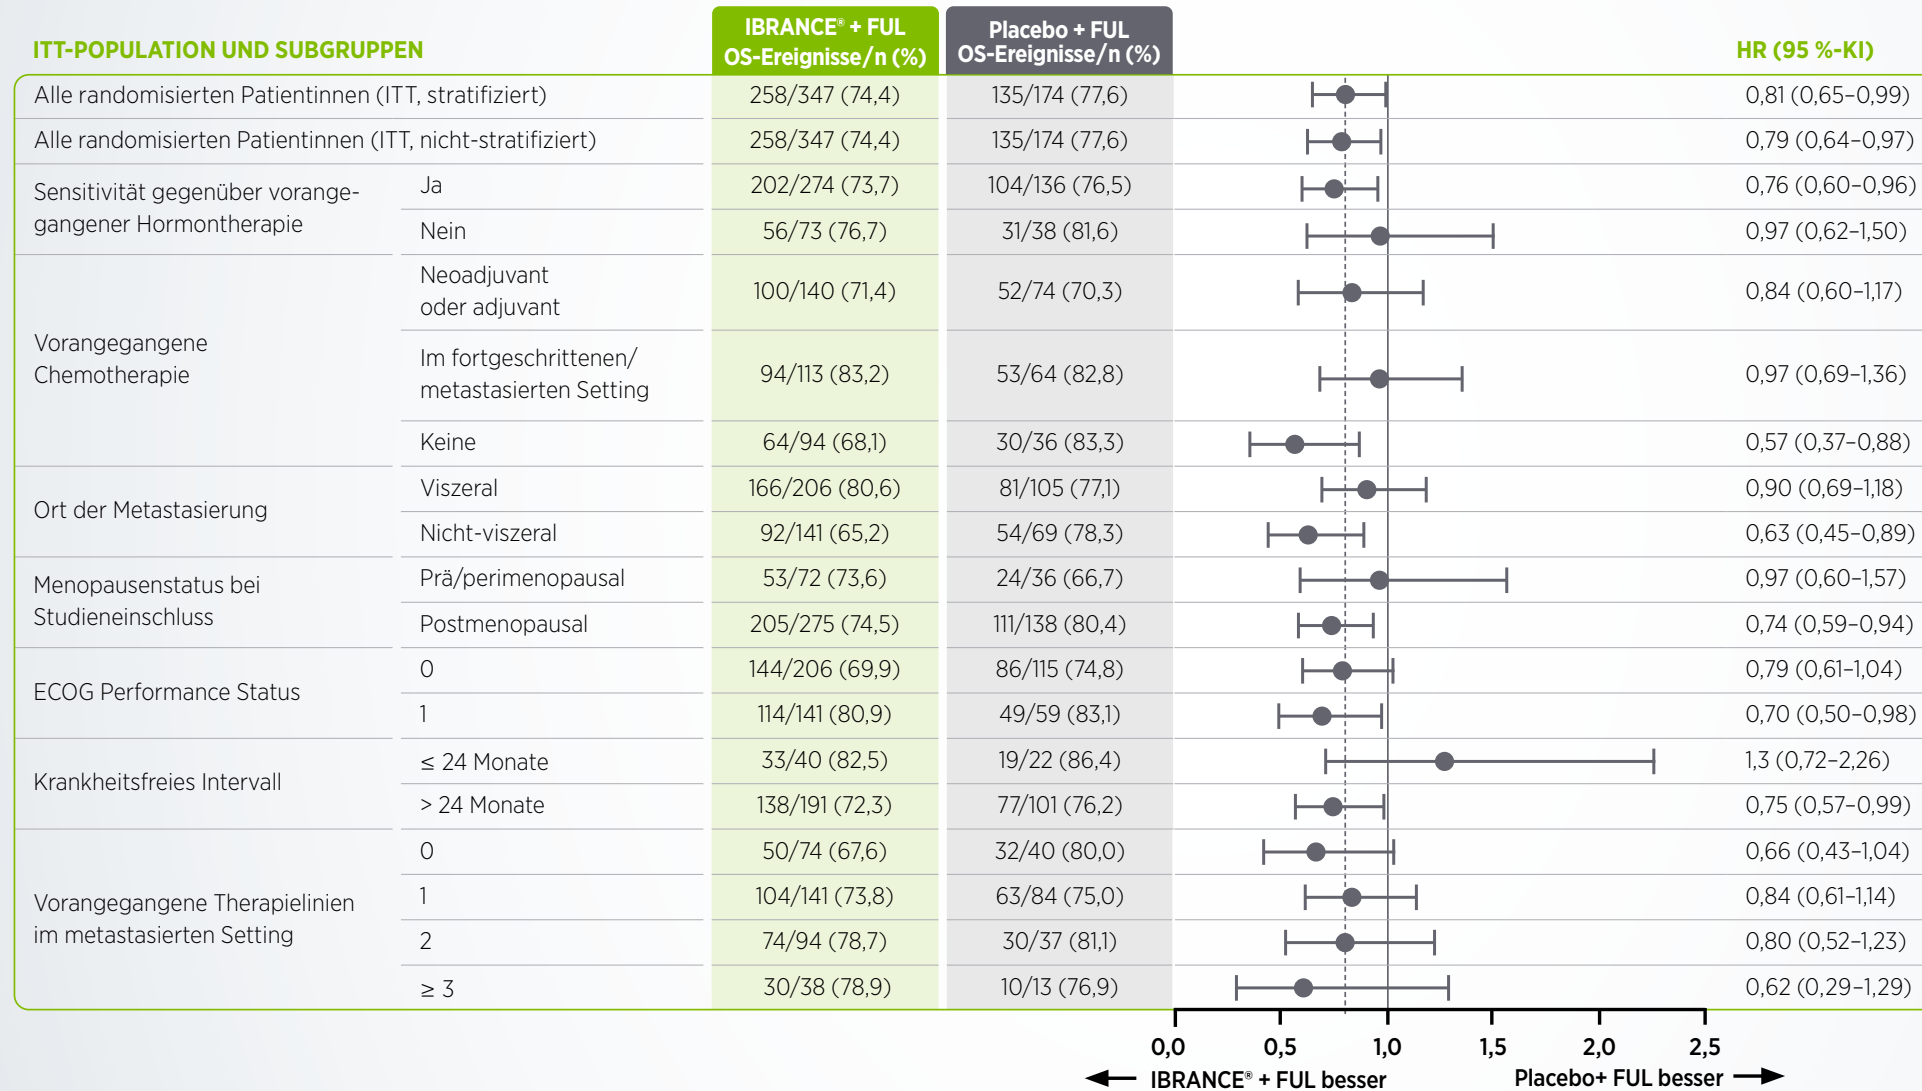 ITT-POPULATION UND SUBGRUPPEN
IBRANCE® + FUL
OS-Ereignisse/n (%)
Placebo + FUL
OS-Ereignisse/n (%)
HR (95 %-KI)
Alle randomisierten Patientinnen (ITT, stratifiziert) 258/347 (74,4) 135/174 (77,6) 0,81 (0,65–0,99)
Alle randomisierten Patientinnen (ITT, nicht-stratifiziert) 258/347 (74,4) 135/174 (77,6) 0,79 (0,64–0,97)
Sensitivität gegenüber vorange-
gangener Hormontherapie
Ja 202/274 (73,7) 104/136 (76,5) 0,76 (0,60–0,96)
Nein 56/73 (76,7) 31/38 (81,6) 0,97 (0,62–1,50)
Vorangegangene
Chemotherapie
Neoadjuvant
oder adjuvant
100/140 (71,4) 52/74 (70,3) 0,84 (0,60–1,17)
Im fortgeschrittenen/
metastasierten Setting
94/113 (83,2) 53/64 (82,8) 0,97 (0,69–1,36)
Keine 64/94 (68,1) 30/36 (83,3) 0,57 (0,37–0,88)
Ort der Metastasierung
Viszeral 166/206 (80,6) 81/105 (77,1) 0,90 (0,69–1,18)
Nicht-viszeral 92/141 (65,2) 54/69 (78,3) 0,63 (0,45–0,89)
Menopausenstatus bei
Studieneinschluss
Prä/perimenopausal 53/72 (73,6) 24/36 (66,7) 0,97 (0,60–1,57)
Postmenopausal 205/275 (74,5) 111/138 (80,4) 0,74 (0,59–0,94)
ECOG Performance Status
0 144/206 (69,9) 86/115 (74,8) 0,79 (0,61–1,04)
1 114/141 (80,9) 49/59 (83,1) 0,70 (0,50–0,98)
Krankheitsfreies Intervall
≤ 24 Monate 33/40 (82,5) 19/22 (86,4) 1,3 (0,72–2,26)
> 24 Monate 138/191 (72,3) 77/101 (76,2) 0,75 (0,57–0,99)
Vorangegangene Therapielinien
im metastasierten Setting
0 50/74 (67,6) 32/40 (80,0) 0,66 (0,43–1,04)
1 104/141 (73,8) 63/84 (75,0) 0,84 (0,61–1,14)
2 74/94 (78,7) 30/37 (81,1) 0,80 (0,52–1,23)
≥ 3 30/38 (78,9) 10/13 (76,9) 0,62 (0,29–1,29)
0,0 0,5 1,0 1,5 2,0 2,5
IBRANCE® + FUL besser Placebo+ FUL besser